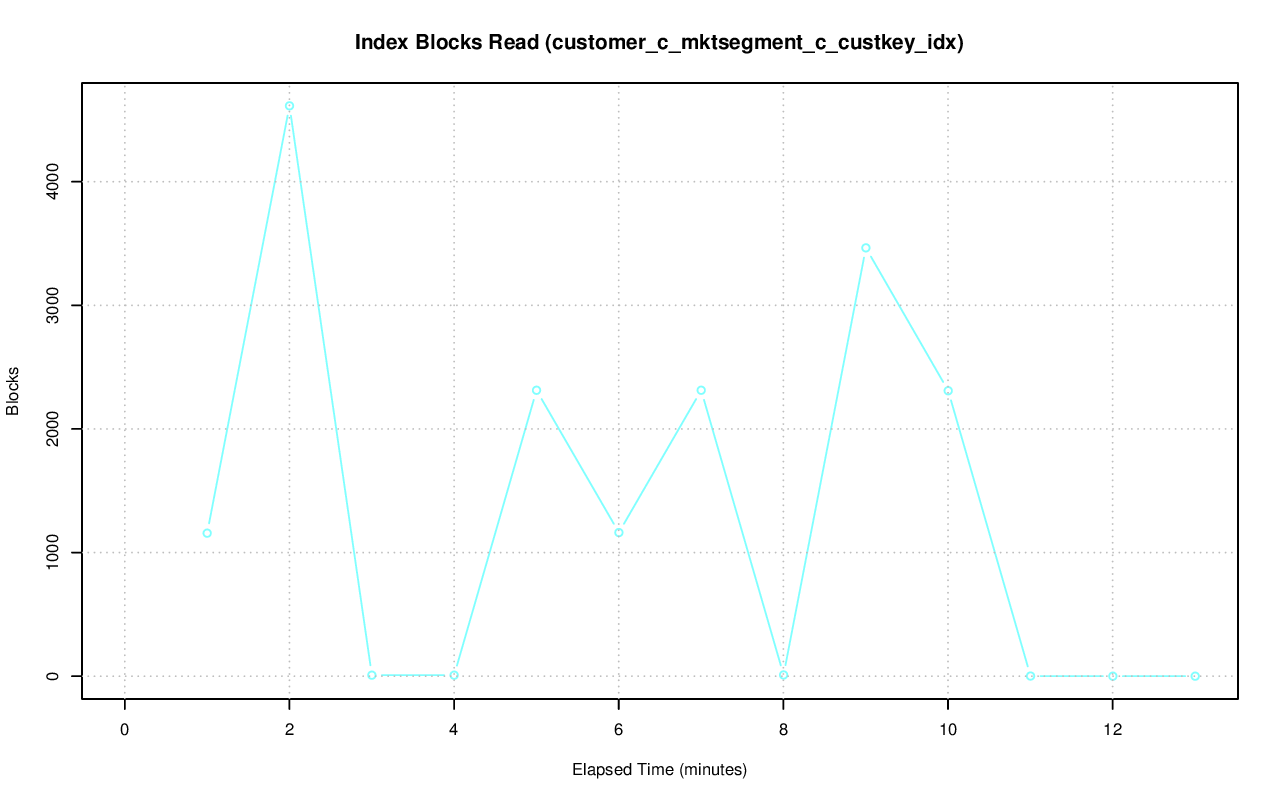 Index Blocks Read (customer_c_mktsegment_c_custkey_idx)
Blocks
4000
3000
2000
1000
0
0 2 4 6 8 10 12
Elapsed Time (minutes)